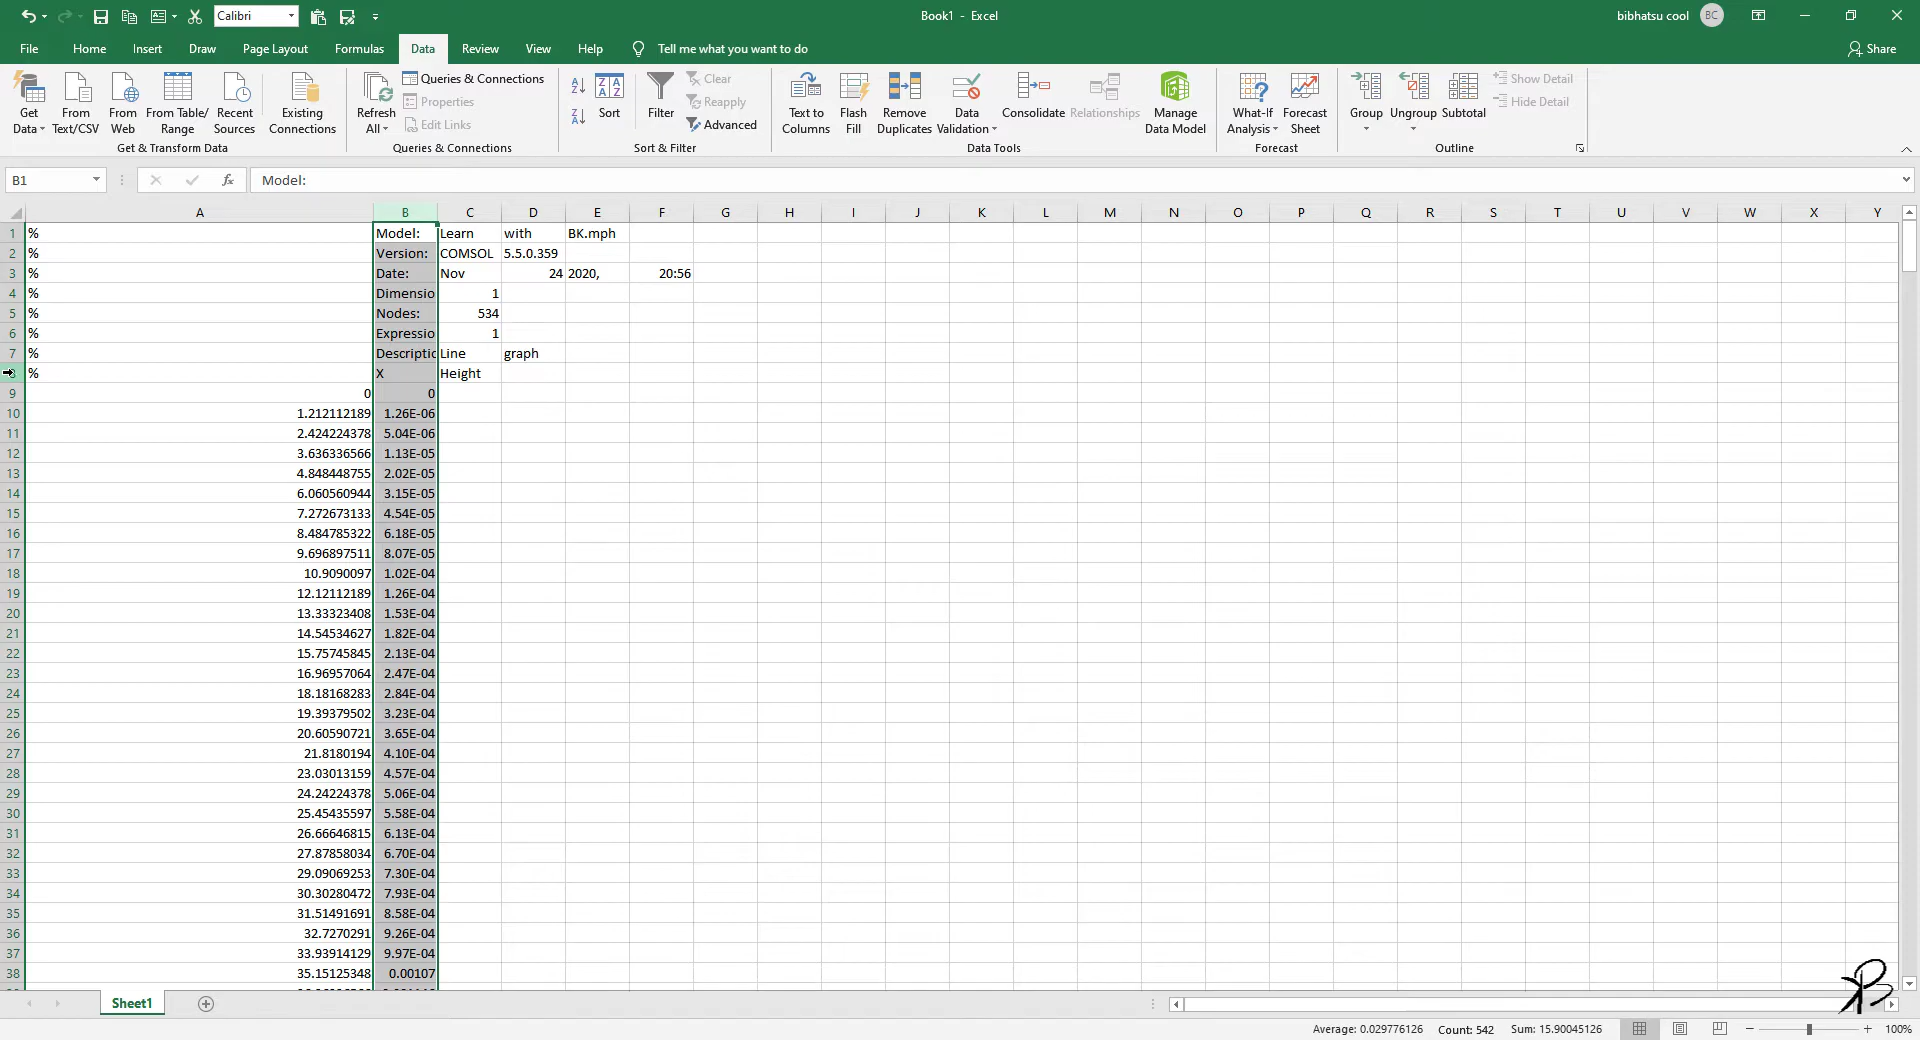 Calibri
Book1 - Excel
bibhatsu cool BC
File Home Insert Draw Page Layout Formulas Data Review View Help Tell me what you want to do Share
Get Data
From Text/CSV
From Web
From Table/ Range
Recent Sources
Existing Connections
Get & Transform Data
Refresh All
Queries & Connections
Properties
Edit Links
Queries & Connections
Sort
Filter
Clear
Reapply
Advanced
Sort & Filter
Text to Columns
Flash Fill
Remove Duplicates
Data Validation
Consolidate
Relationships
Manage Data Model
Data Tools
What-If Analysis
Forecast Sheet
Forecast
Group
Ungroup
Subtotal
Show Detail
Hide Detail
Outline
B1 fx Model:
A B C D E F G H I J K L M N O P Q R S T U V W X Y
1 % Model: Learn with BK.mph
2 % Version: COMSOL 5.5.0.359
3 % Date: Nov 24 2020, 20:56
4 % Dimensio 1
5 % Nodes: 534
6 % Expressio 1
7 % Descriptic Line graph
% X Height
9 0 0
10 1.212112189 1.26E-06
11 2.424224378 5.04E-06
12 3.636336566 1.13E-05
13 4.848448755 2.02E-05
14 6.060560944 3.15E-05
15 7.272673133 4.54E-05
16 8.484785322 6.18E-05
17 9.696897511 8.07E-05
18 10.9090097 1.02E-04
19 12.12112189 1.26E-04
20 13.33323408 1.53E-04
21 14.54534627 1.82E-04
22 15.75745845 2.13E-04
23 16.96957064 2.47E-04
24 18.18168283 2.84E-04
25 19.39379502 3.23E-04
26 20.60590721 3.65E-04
27 21.8180194 4.10E-04
28 23.03013159 4.57E-04
29 24.24224378 5.06E-04
30 25.45435597 5.58E-04
31 26.66646815 6.13E-04
32 27.87858034 6.70E-04
33 29.09069253 7.30E-04
34 30.30280472 7.93E-04
35 31.51491691 8.58E-04
36 32.7270291 9.26E-04
37 33.93914129 9.97E-04
38 35.15125348 0.00107
Sheet1
Average: 0.029776126 Count: 542 Sum: 15.90045126 100%